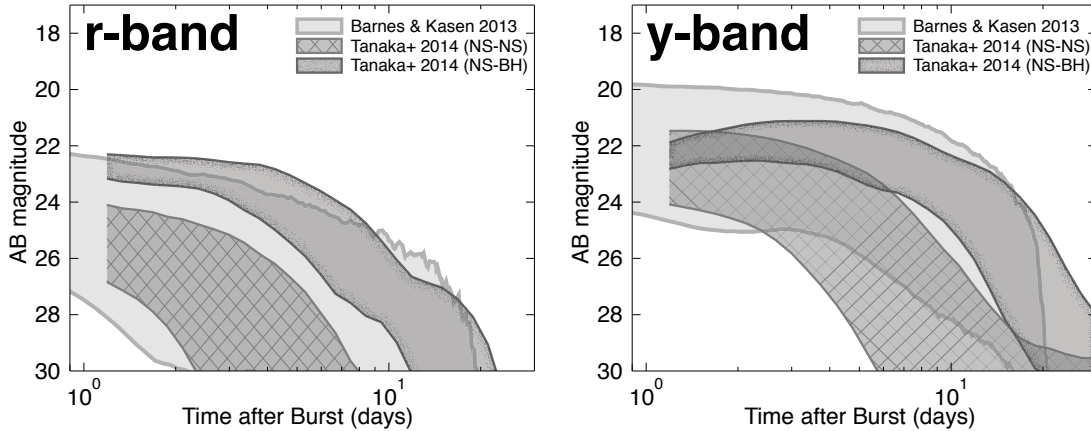 r-band
Barnes & Kasen 2013
Tanaka+ 2014 (NS-NS)
Tanaka+ 2014 (NS-BH)
18
20
22
24
26
28
30
AB magnitude
10⁰
10¹
Time after Burst (days)
y-band
Barnes & Kasen 2013
Tanaka+ 2014 (NS-NS)
Tanaka+ 2014 (NS-BH)
18
20
22
24
26
28
30
AB magnitude
10⁰
10¹
Time after Burst (days)